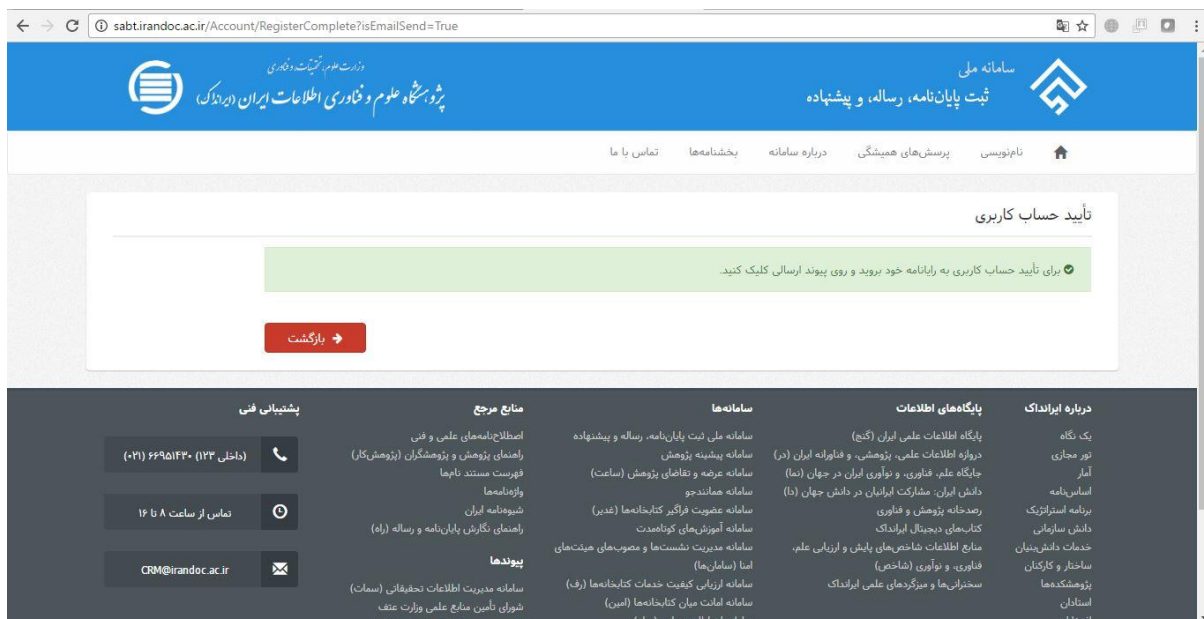 sabt.irandoc.ac.ir/Account/RegisterComplete?isEmailSend=True
سامانه ملی
ثبت پایان‌نامه، رساله، و پیشنهاده
وزارت علوم، تحقیقات، و فناوری
پژوهشگاه علوم و فناوری اطلاعات ایران (ایرانداک)
نام‌نویسی پرسش‌های همیشگی درباره سامانه بخشنامه‌ها تماس با ما
تأیید حساب کاربری
برای تأیید حساب کاربری به رایانامه خود بروید و روی پیوند ارسالی کلیک کنید.
بازگشت
درباره ایرانداک
یک نگاه
تور مجازی
آمار
اساس‌نامه
برنامه استراتژیک
دانش سازمانی
خدمات دانش‌بنیان
ساختار و کارکنان
پژوهشکده‌ها
استادان
پایگاه‌های اطلاعات
پایگاه اطلاعات علمی ایران (گنج)
دروازه اطلاعات علمی، پژوهشی، و فناورانه ایران (در)
جایگاه علم، فناوری، و نوآوری ایران در جهان (نما)
دانش ایران: مشارکت ایرانیان در دانش جهان (دا)
رصدخانه پژوهش و فناوری
کتاب‌های دیجیتال ایرانداک
منابع اطلاعات شاخص‌های پایش و ارزیابی علم،
فناوری، و نوآوری (شاخص)
سخنرانی‌ها و میزگردهای علمی ایرانداک
سامانه‌ها
سامانه ملی ثبت پایان‌نامه، رساله و پیشنهاده
سامانه پیشینه پژوهش
سامانه عرضه و تقاضای پژوهش (ساعت)
سامانه همانندجو
سامانه عضویت فراگیر کتابخانه‌ها (غدیر)
سامانه آموزش‌های کوتاه‌مدت
سامانه مدیریت نشست‌ها و مصوب‌های هیئت‌های
امنا (سامان‌ها)
سامانه ارزیابی کیفیت خدمات کتابخانه‌ها (رف)
سامانه امانت میان کتابخانه‌ها (امین)
منابع مرجع
اصطلاح‌نامه‌های علمی و فنی
راهنمای پژوهش و پژوهشگران (پژوهش‌کار)
فهرست مستند نام‌ها
واژه‌نامه‌ها
شیوه‌نامه ایران
راهنمای نگارش پایان‌نامه و رساله (راه)
پیوندها
سامانه مدیریت اطلاعات تحقیقاتی (سمات)
شورای تأمین منابع علمی وزارت عتف
پشتیبانی فنی
(داخلی ۱۲۳) ۶۶۹۵۱۴۳۰ (۰۲۱)
تماس از ساعت ۸ تا ۱۶
CRM@irandoc.ac.ir